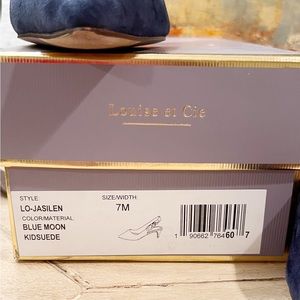 Louise et Cie
STYLE
LO-JASILEN
COLOR/MATERIAL
BLUE MOON
KIDSUEDE
SIZE/WIDTH
7M
1 90662 76460 7